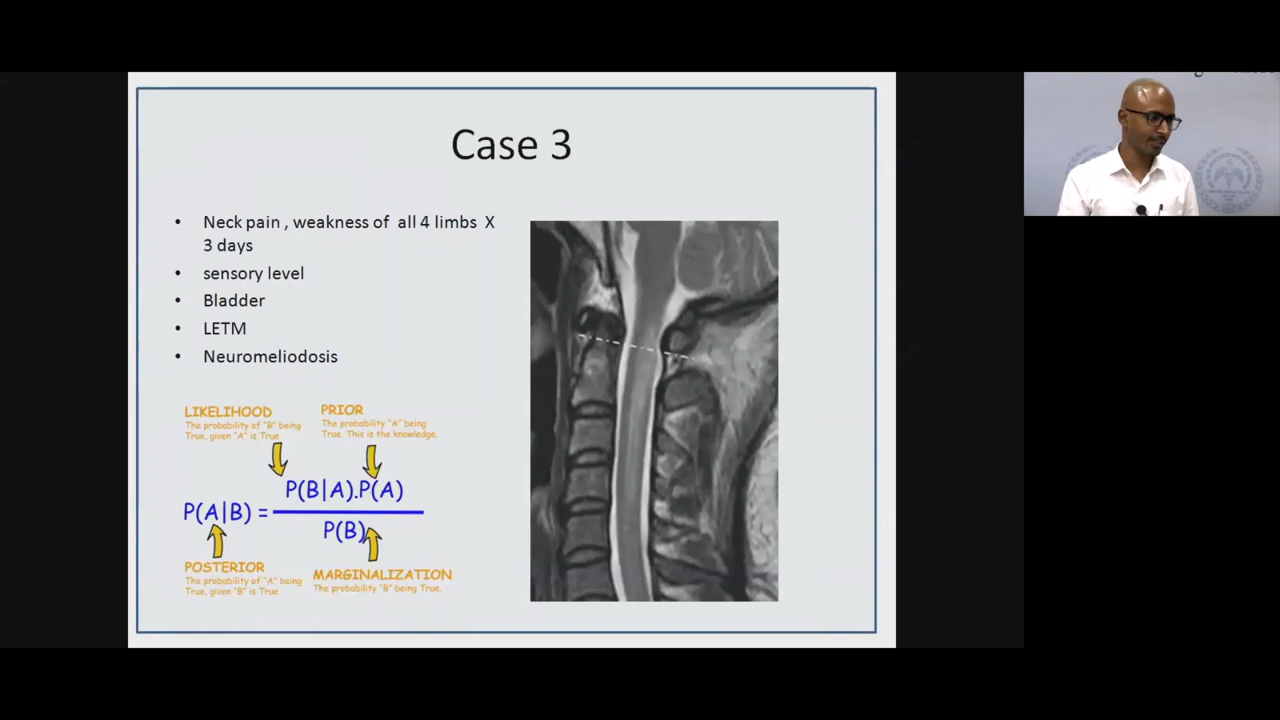 Case 3
• Neck pain , weakness of all 4 limbs X
3 days
• sensory level
• Bladder
• LETM
• Neuromeliodosis
LIKELIHOOD
The probability of "B" being
True, given "A" is True
PRIOR
The probability "A" being
True. This is the knowledge.
P(A|B) = P(B|A).P(A)
P(B)
POSTERIOR
The probability of "A" being
True, given "B" is True
MARGINALIZATION
The probability "B" being True.